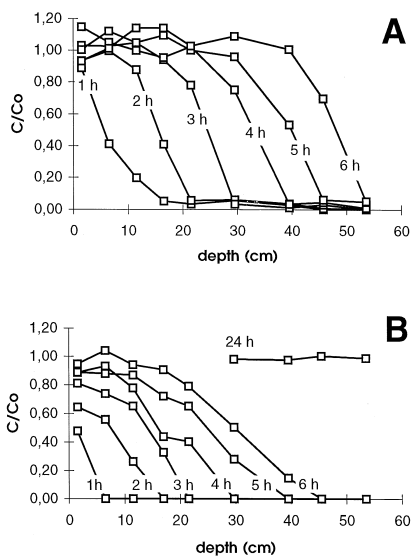 A
1,20
1,00
0,80
0,60
0,40
0,20
0,00
C/Co
1 h
2 h
3 h
4 h
5 h
6 h
0 10 20 30 40 50 60
depth (cm)
B
1,20
1,00
0,80
0,60
0,40
0,20
0,00
C/Co
24 h
1h
2 h
3 h
4 h
5 h
6 h
0 10 20 30 40 50 60
depth (cm)